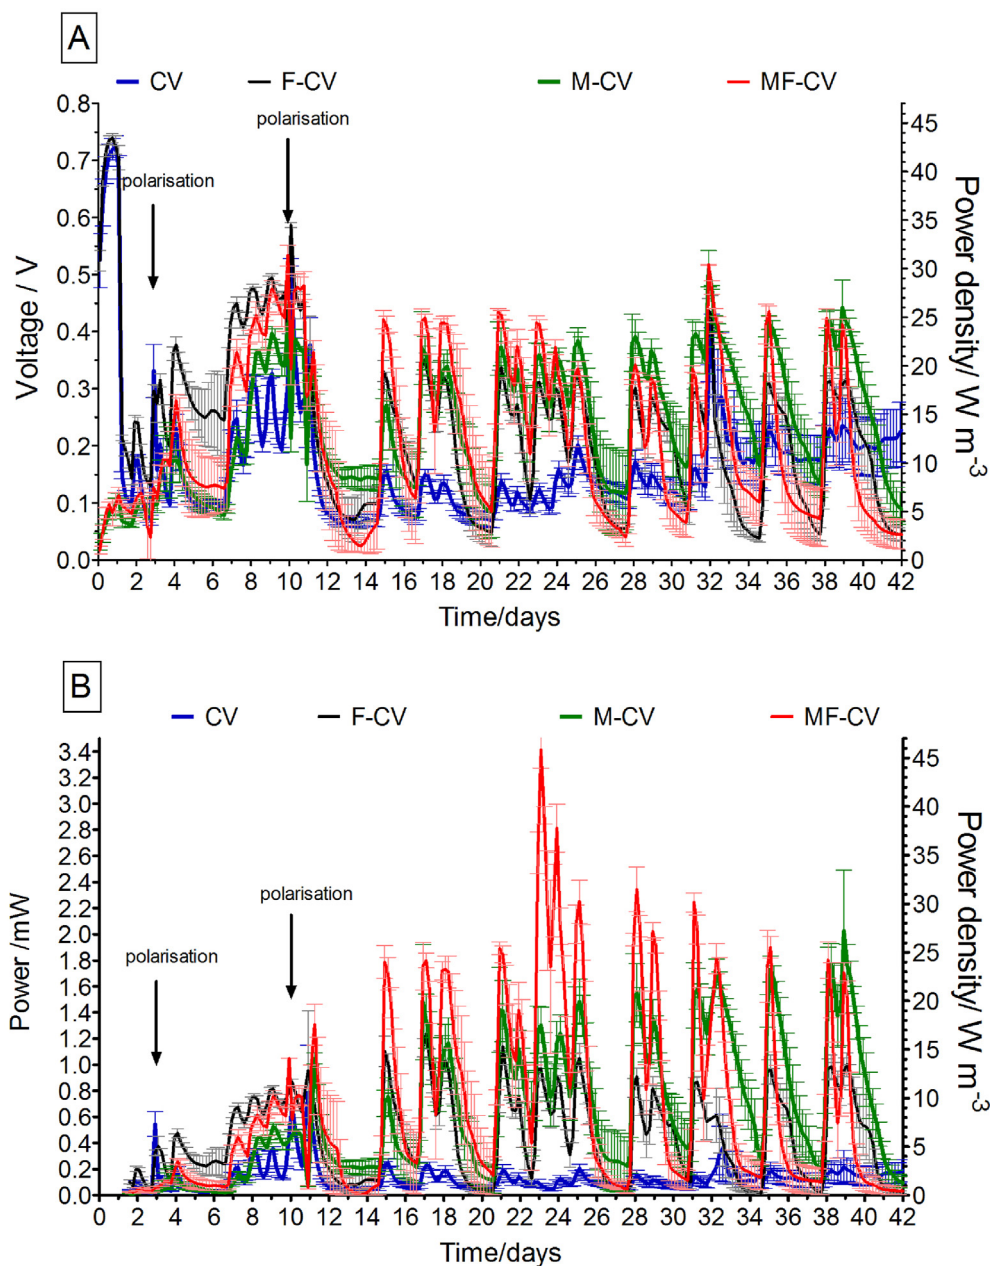 A
CV F-CV M-CV MF-CV
0.8
0.7
0.6
0.5
0.4
0.3
0.2
0.1
0.0
Voltage / V
polarisation
polarisation
45
40
35
30
25
20
15
10
5
0
Power density/ W m-3
0 2 4 6 8 10 12 14 16 18 20 22 24 26 28 30 32 34 36 38 40 42
Time/days
B
CV F-CV M-CV MF-CV
3.4
3.2
3.0
2.8
2.6
2.4
2.2
2.0
1.8
1.6
1.4
1.2
1.0
0.8
0.6
0.4
0.2
0.0
Power /mW
polarisation
polarisation
45
40
35
30
25
20
15
10
5
0
Power density/ W m-3
0 2 4 6 8 10 12 14 16 18 20 22 24 26 28 30 32 34 36 38 40 42
Time/days